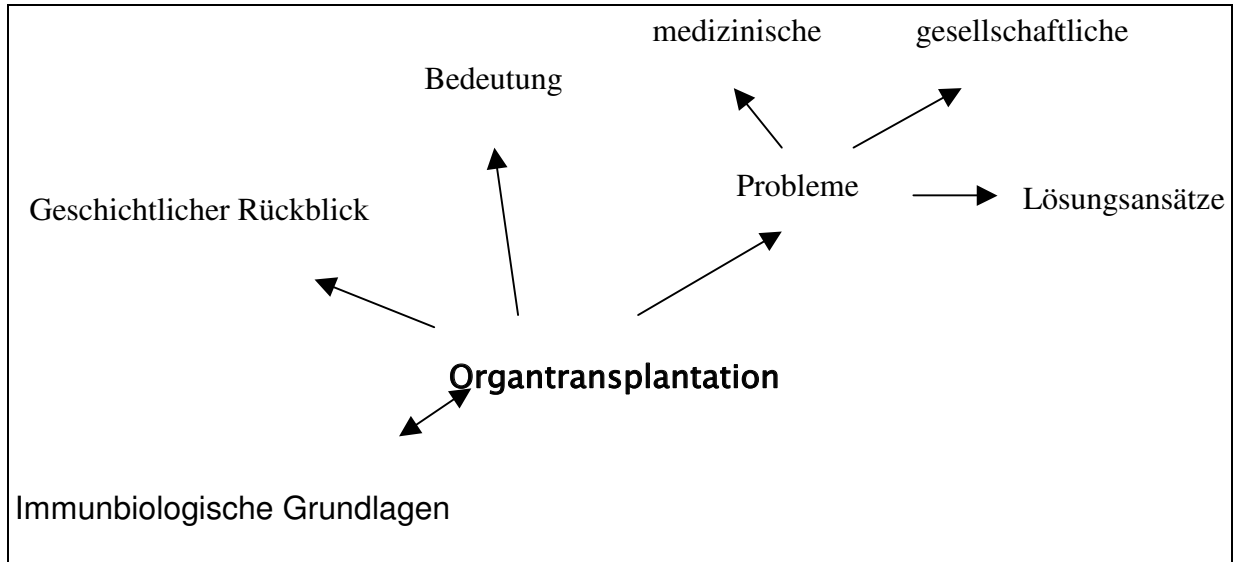 medizinische gesellschaftliche
Bedeutung
Probleme
Lösungsansätze
Geschichtlicher Rückblick
Organtransplantation
Immunbiologische Grundlagen